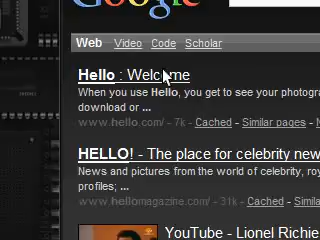 Google
Web Video Code Scholar
Hello : Welcome
When you use Hello, you get to see your photogra
download or ...
www.hello.com/ - 7k - Cached - Similar pages - N
HELLO! - The place for celebrity new
News and pictures from the world of celebrity, roy
profiles; ...
www.hellomagazine.com/ - 31k - Cached - Simila
YouTube - Lionel Richie